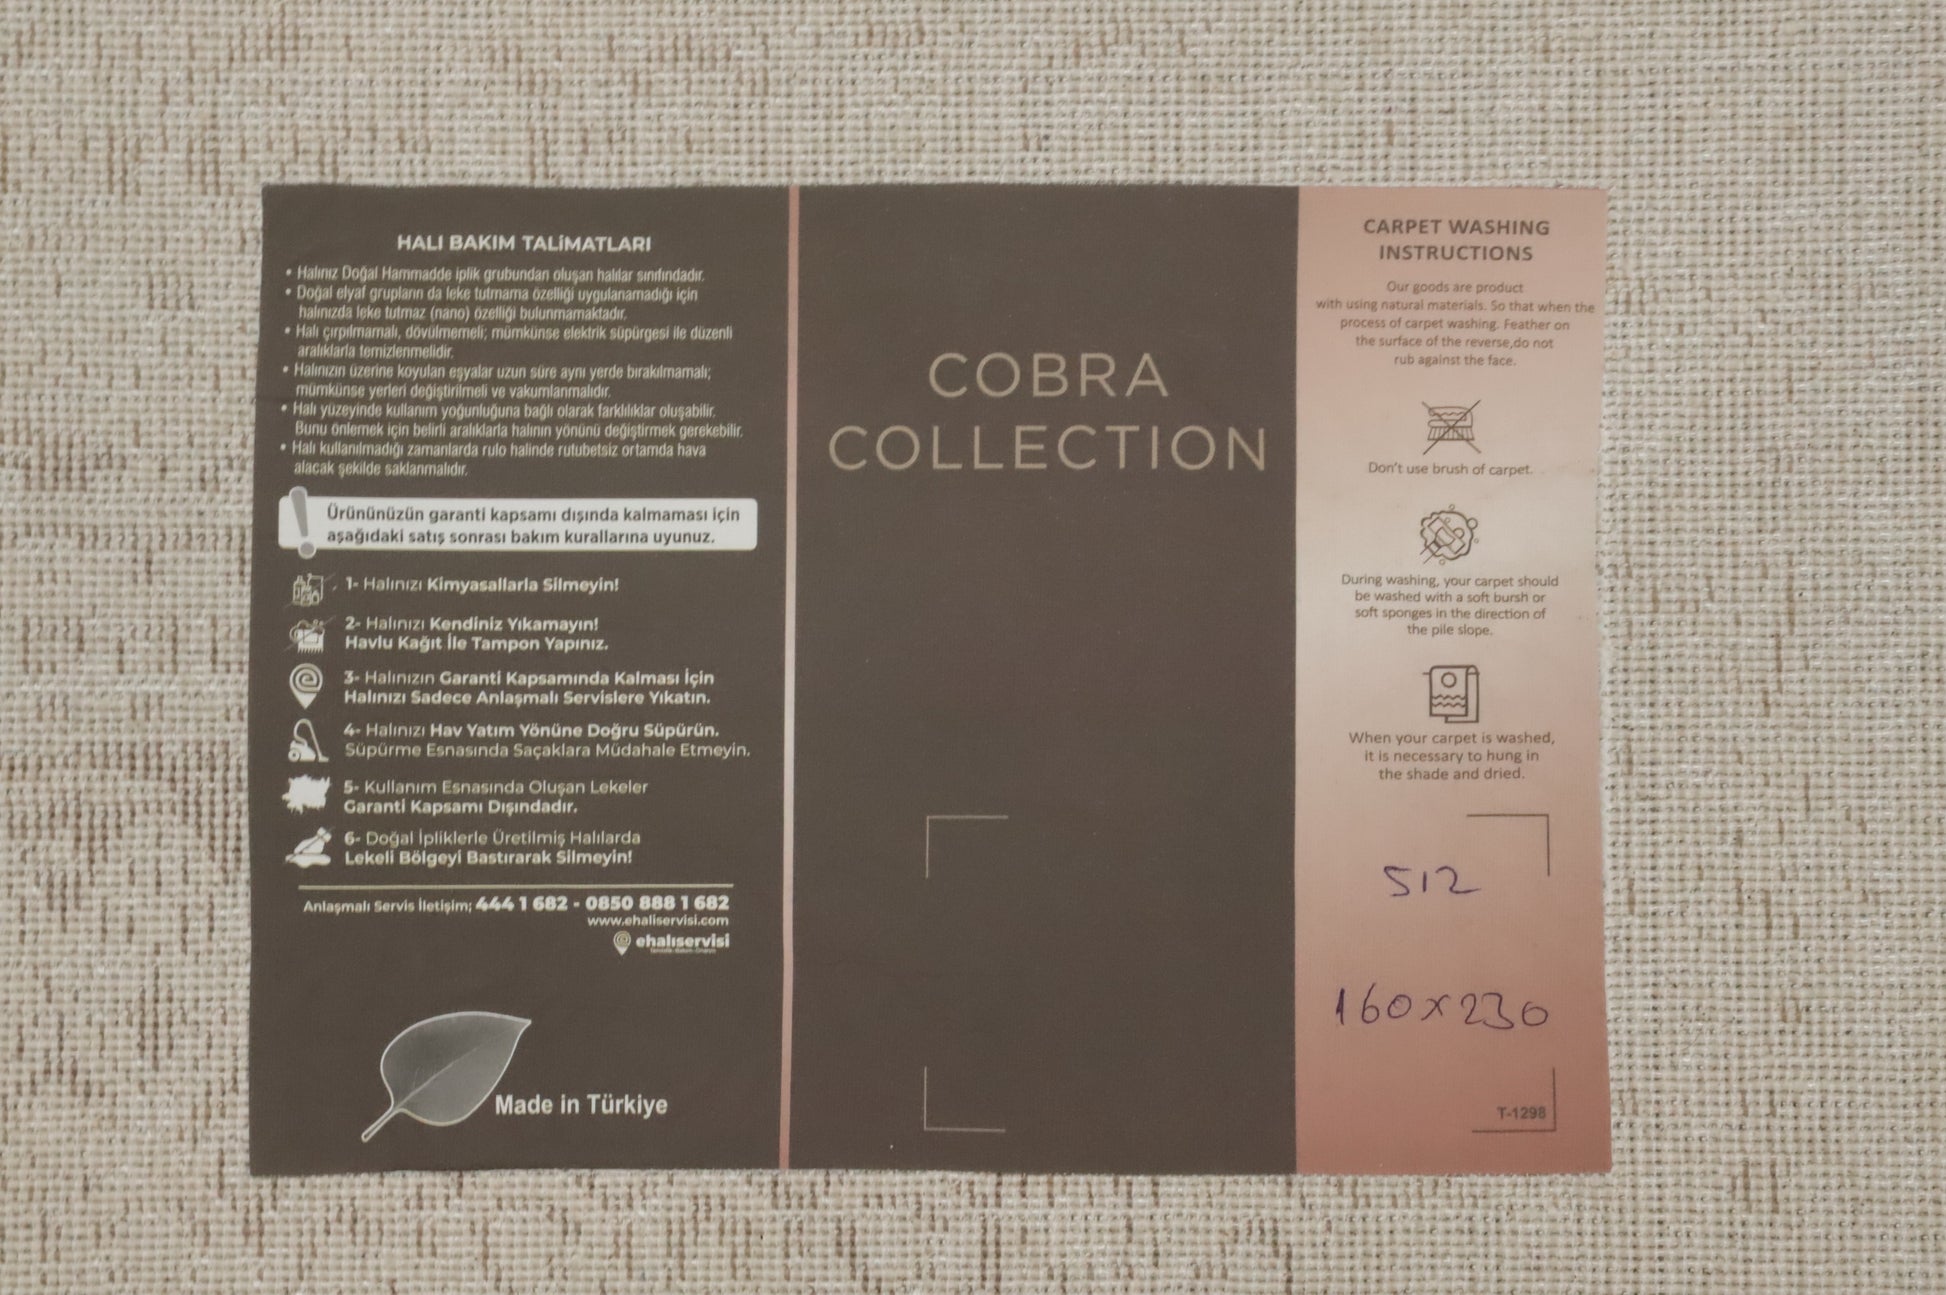 HALI BAKIM TALİMATLARI
• Halınız Doğal Hammadde iplik grubundan oluşan halılar sınıfındadır.
• Doğal elyaf grupların da leke tutmama özelliği uygulanamadığı için
halınızda leke tutmaz (nano) özelliği bulunmamaktadır.
• Halı çırpılmamalı, dövülmemeli; mümkünse elektrik süpürgesi ile düzenli
aralıklarla temizlenmelidir.
• Halınızın üzerine koyulan eşyalar uzun süre aynı yerde bırakılmamalı;
mümkünse yerleri değiştirilmeli ve vakumlanmalıdır.
• Halı yüzeyinde kullanım yoğunluğuna bağlı olarak farklılıklar oluşabilir.
Bunu önlemek için belirli aralıklarla halının yönünü değiştirmek gerekebilir.
• Halı kullanılmadığı zamanlarda rulo halinde rutubetsiz ortamda hava
alacak şekilde saklanmalıdır.
Ürününüzün garanti kapsamı dışında kalmaması için
aşağıdaki satış sonrası bakım kurallarına uyunuz.
1- Halınızı Kimyasallarla Silmeyin!
2- Halınızı Kendiniz Yıkamayın!
Havlu Kağıt İle Tampon Yapınız.
3- Halınızın Garanti Kapsamında Kalması İçin
Halınızı Sadece Anlaşmalı Servislere Yıkatın.
4- Halınızı Hav Yatım Yönüne Doğru Süpürün.
Süpürme Esnasında Saçaklara Müdahale Etmeyin.
5- Kullanım Esnasında Oluşan Lekeler
Garanti Kapsamı Dışındadır.
6- Doğal İpliklerle Üretilmiş Halılarda
Lekeli Bölgeyi Bastırarak Silmeyin!
Anlaşmalı Servis İletişim; 444 1 682 - 0850 888 1 682
www.ehaliservisi.com
ehalıservisi
Made in Türkiye
COBRA
COLLECTION
CARPET WASHING
INSTRUCTIONS
Our goods are product
with using natural materials. So that when the
process of carpet washing. Feather on
the surface of the reverse,do not
rub against the face.
Don't use brush of carpet.
During washing, your carpet should
be washed with a soft bursh or
soft sponges in the direction of
the pile slope.
When your carpet is washed,
it is necessary to hung in
the shade and dried.
512
160x230
T-1298